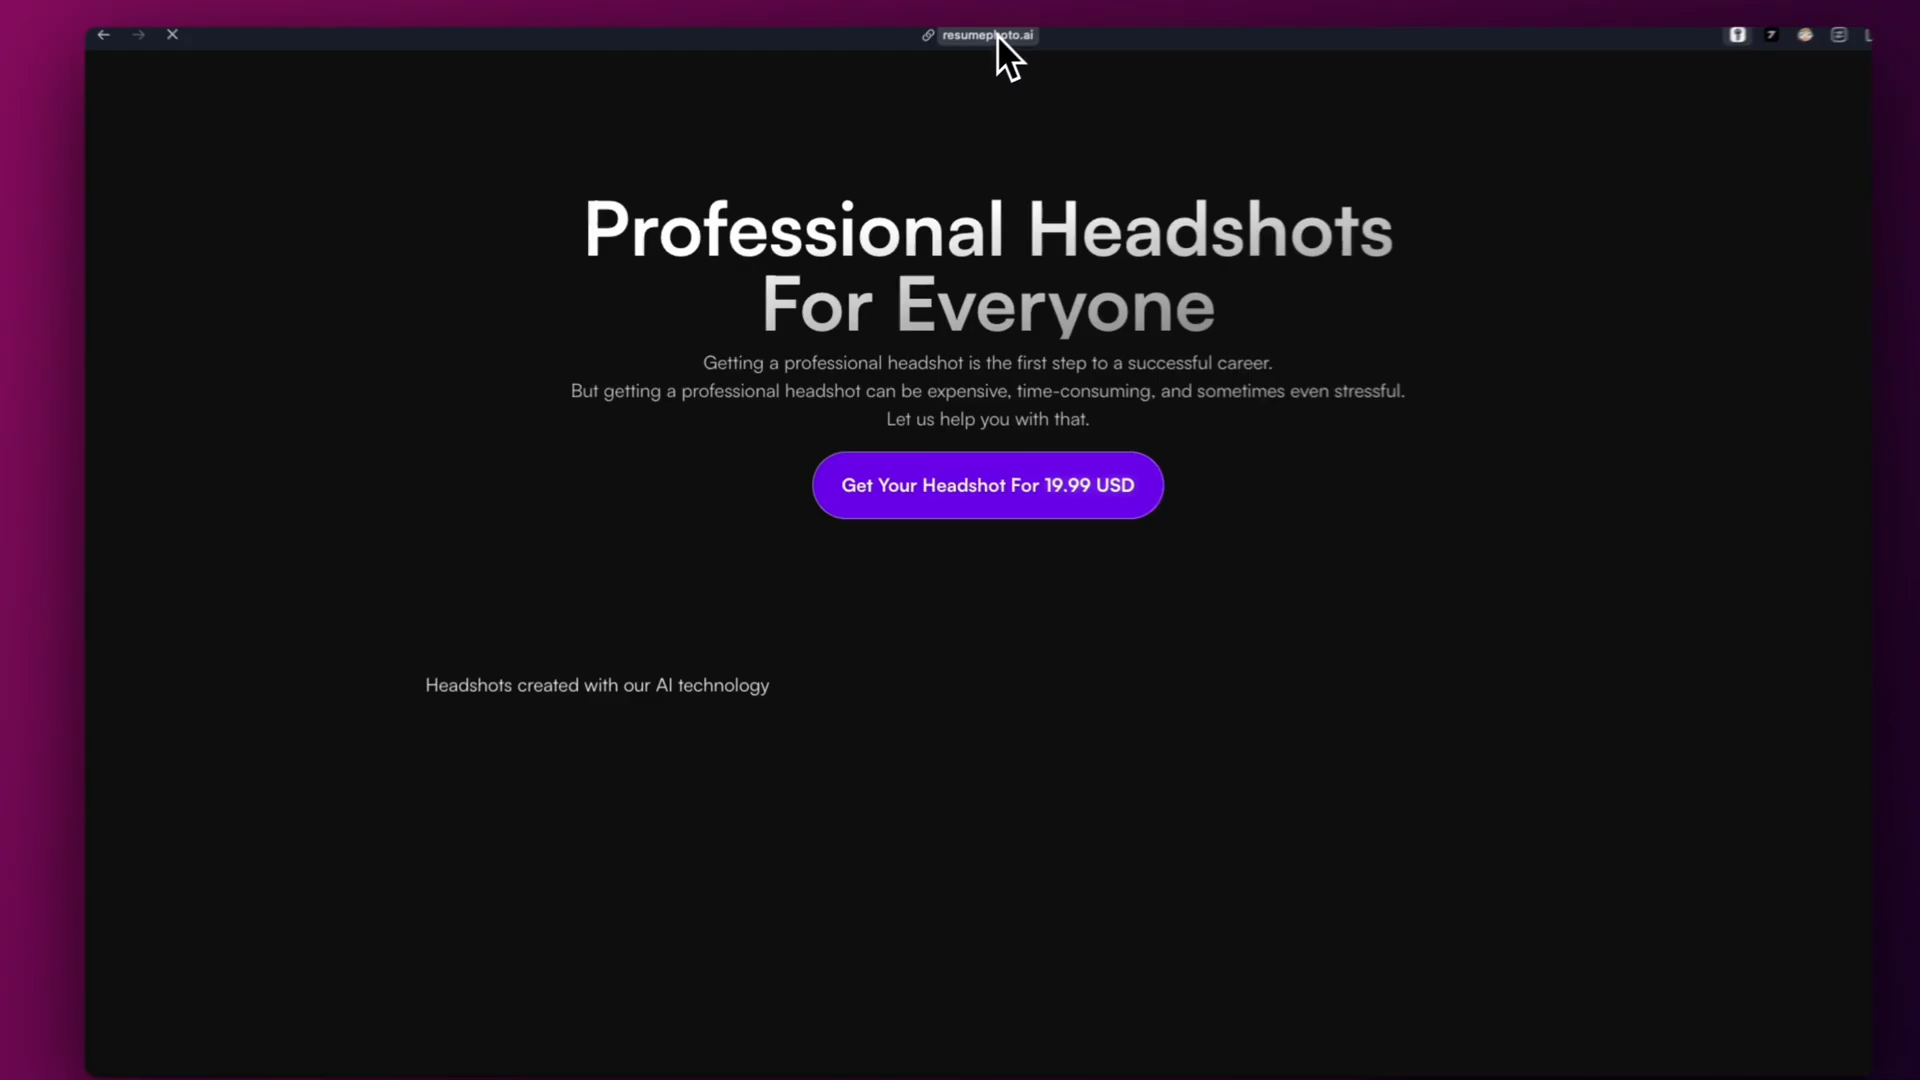 resumephoto.ai
Professional Headshots
For Everyone
Getting a professional headshot is the first step to a successful career.
But getting a professional headshot can be expensive, time-consuming, and sometimes even stressful.
Let us help you with that.
Get Your Headshot For 19.99 USD
Headshots created with our AI technology